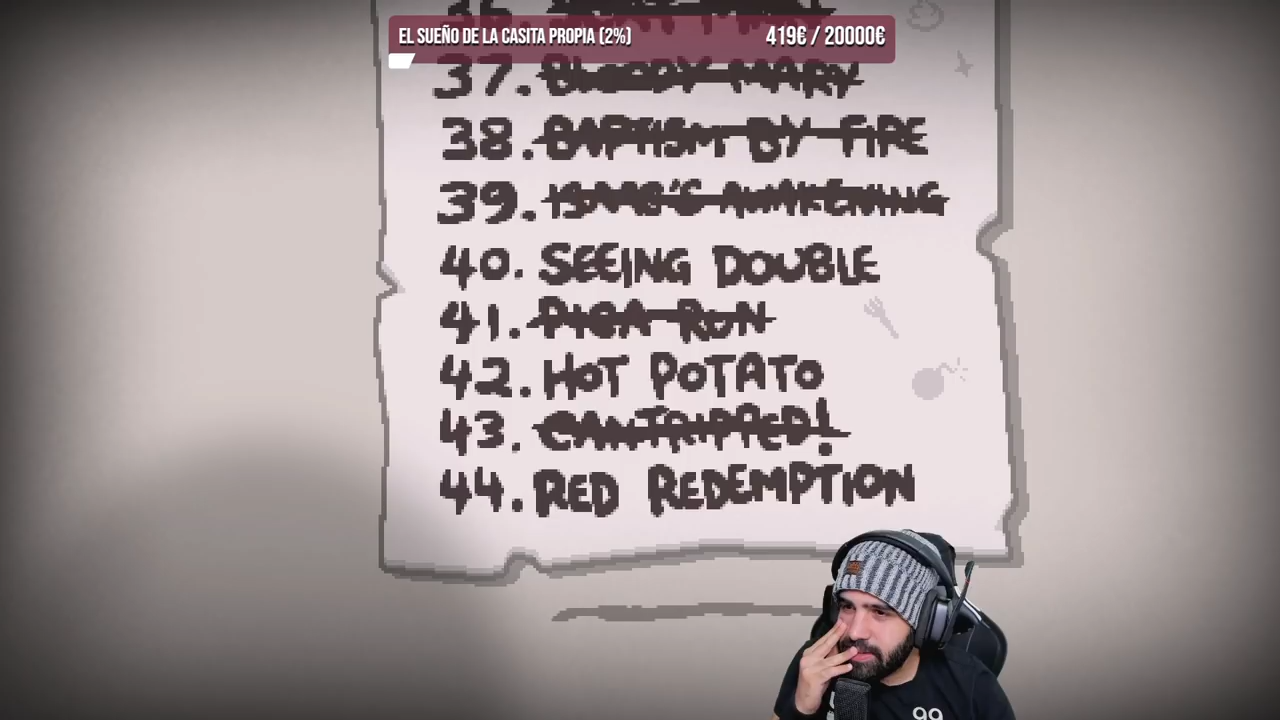 EL SUEÑO DE LA CASITA PROPIA (2%) 419€ / 20000€
37. BLOODY MARY
38. BAPTISM BY FIRE
39. ISAAC'S AWAKENING
40. SEEING DOUBLE
41. PICA RUN
42. HOT POTATO
43. CANTRIPPED!
44. RED REDEMPTION
99